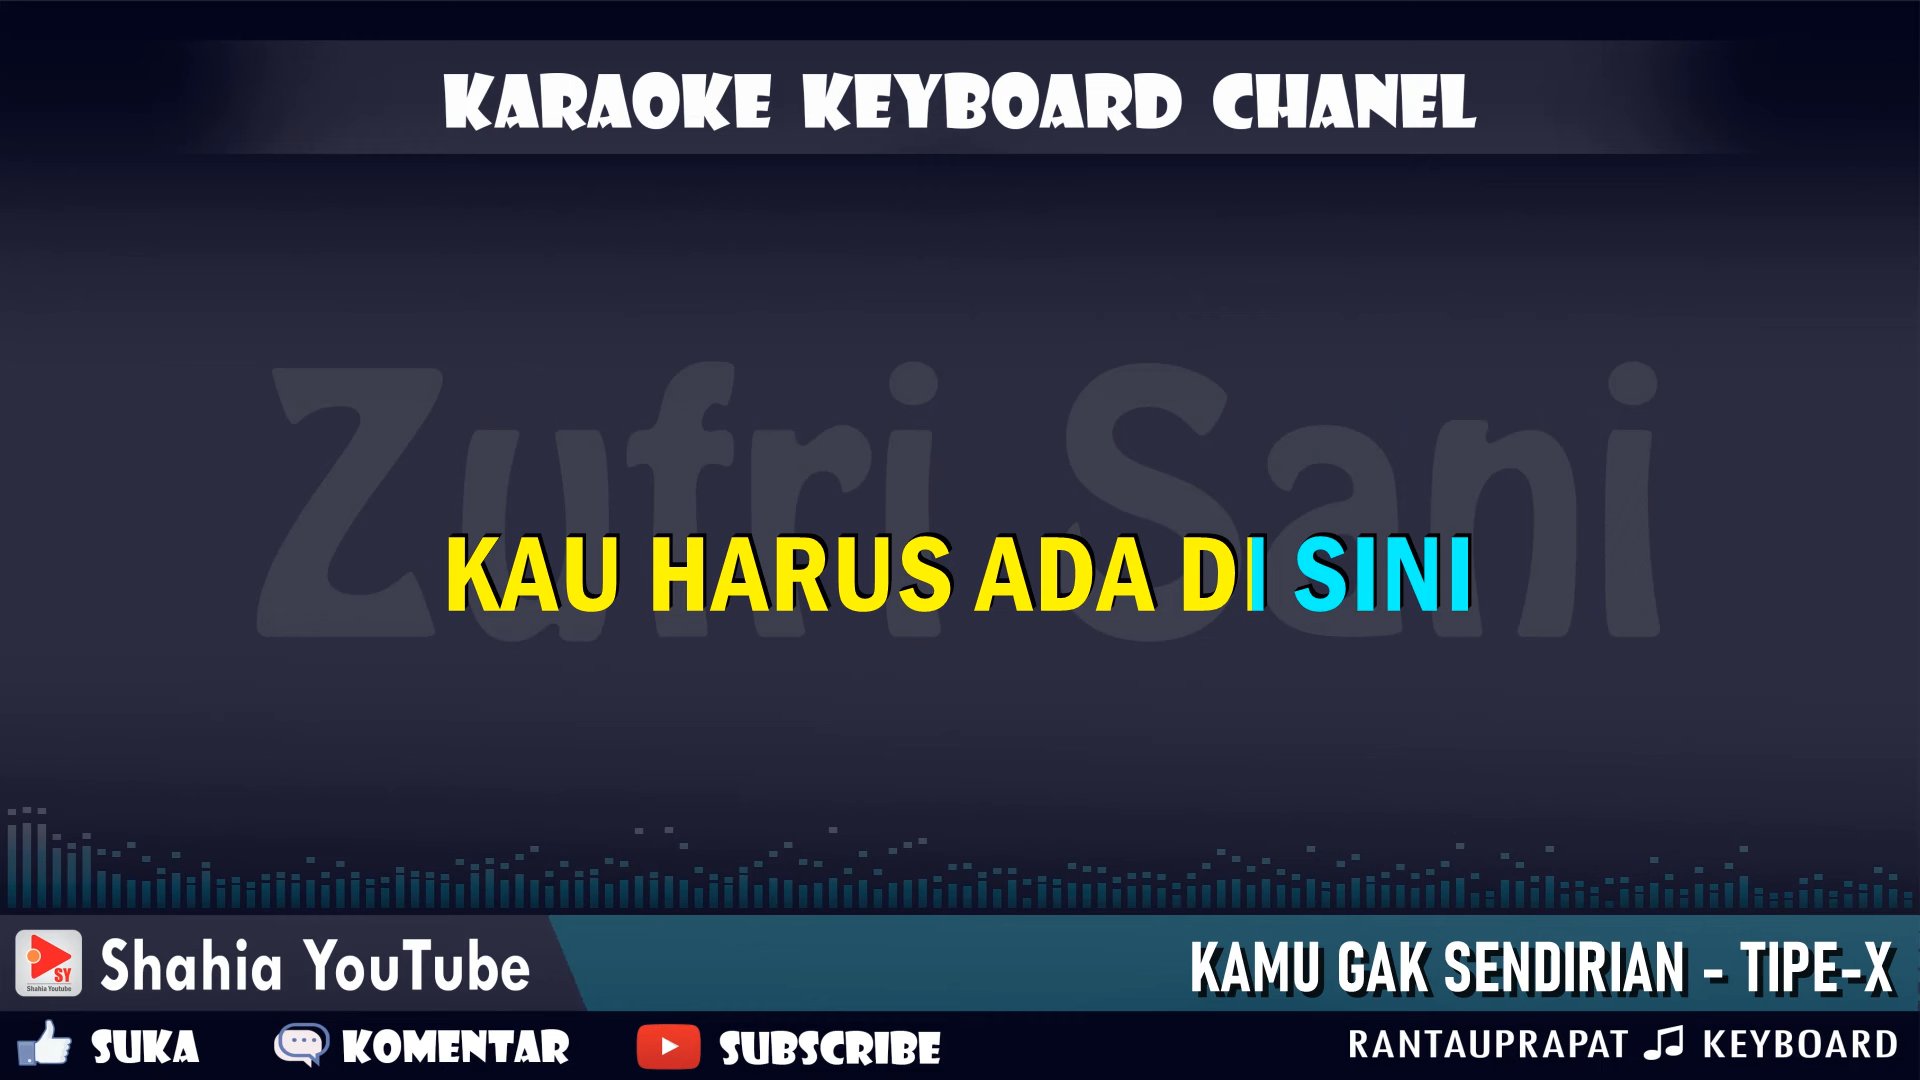 KARAOKE KEYBOARD CHANEL
Zufri Sani
KAU HARUS ADA DI SINI
SY
Shahia Youtube
Shahia YouTube
KAMU GAK SENDIRIAN - TIPE-X
SUKA
KOMENTAR
SUBSCRIBE
RANTAUPRAPAT KEYBOARD